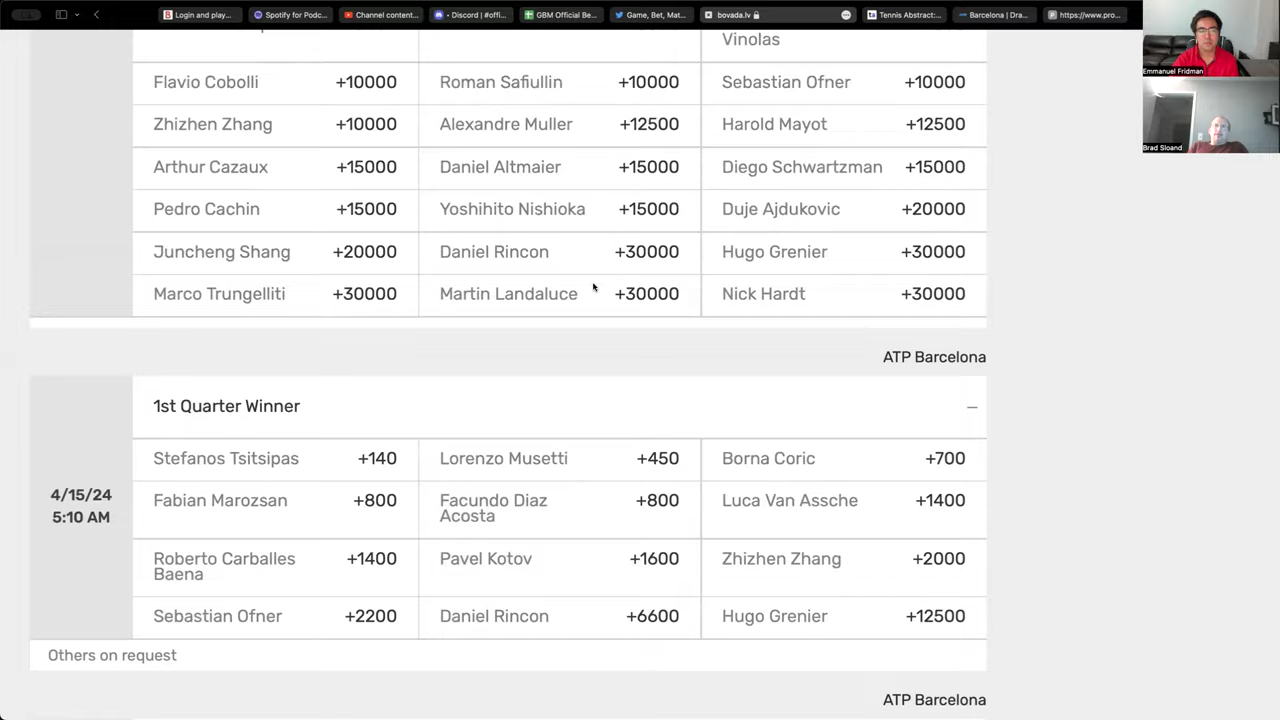 Login and play...
Spotify for Podc...
Channel content...
Discord | #offi...
GBM Official Be...
Game, Bet, Mat...
bovada.lv
Tennis Abstract:...
Barcelona | Dra...
https://www.pro...
Emmanuel Fridman
Brad Sloand
Vinolas
Flavio Cobolli +10000 Roman Safiullin +10000 Sebastian Ofner +10000
Zhizhen Zhang +10000 Alexandre Muller +12500 Harold Mayot +12500
Arthur Cazaux +15000 Daniel Altmaier +15000 Diego Schwartzman +15000
Pedro Cachin +15000 Yoshihito Nishioka +15000 Duje Ajdukovic +20000
Juncheng Shang +20000 Daniel Rincon +30000 Hugo Grenier +30000
Marco Trungelliti +30000 Martin Landaluce +30000 Nick Hardt +30000
ATP Barcelona
4/15/24
5:10 AM
1st Quarter Winner –
Stefanos Tsitsipas +140 Lorenzo Musetti +450 Borna Coric +700
Fabian Marozsan +800 Facundo Diaz Acosta +800 Luca Van Assche +1400
Roberto Carballes Baena +1400 Pavel Kotov +1600 Zhizhen Zhang +2000
Sebastian Ofner +2200 Daniel Rincon +6600 Hugo Grenier +12500
Others on request
ATP Barcelona